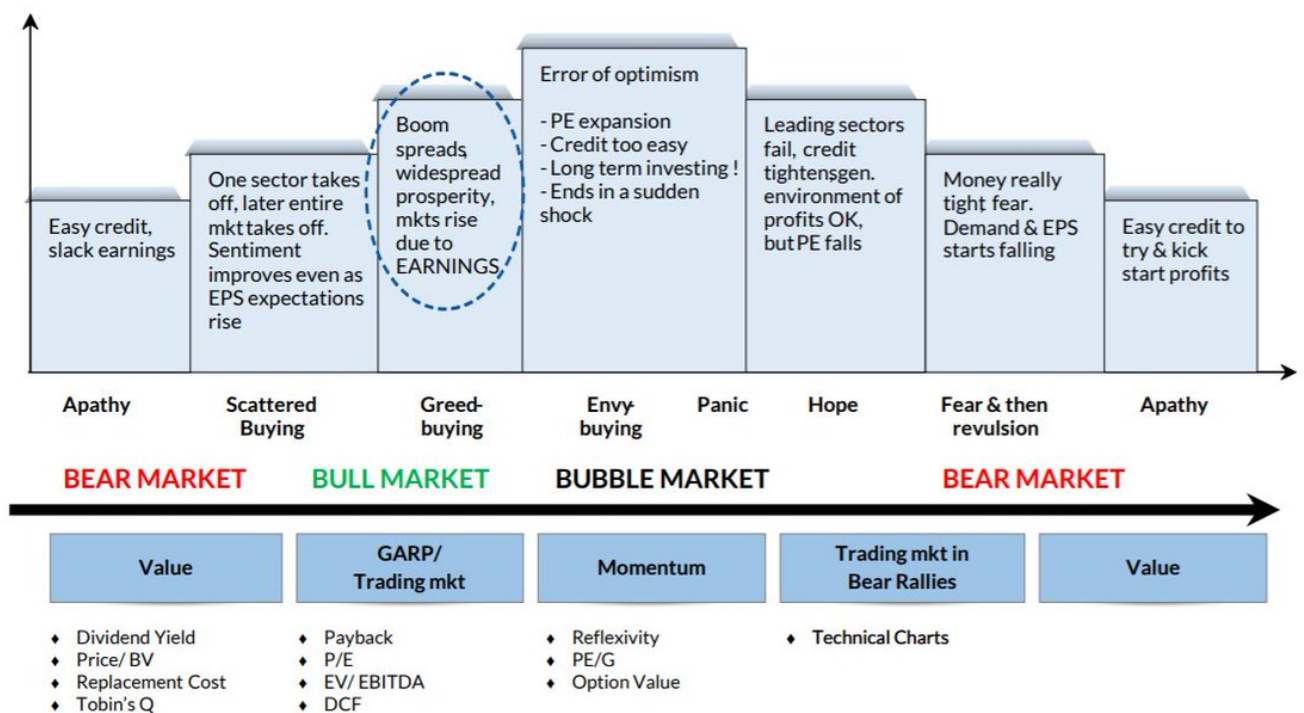 Easy credit,
slack earnings
One sector takes
off, later entire
mkt takes off.
Sentiment
improves even as
EPS expectations
rise
Boom
spreads,
widespread
prosperity,
mkts rise
due to
EARNINGS
Error of optimism
- PE expansion
- Credit too easy
- Long term investing !
- Ends in a sudden
shock
Leading sectors
fail, credit
tightensgen.
environment of
profits OK,
but PE falls
Money really
tight, fear.
Demand & EPS
starts falling
Easy credit to
try & kick
start profits
Apathy
Scattered
Buying
Greed-
buying
Envy-
buying
Panic
Hope
Fear & then
revulsion
Apathy
BEAR MARKET
BULL MARKET
BUBBLE MARKET
BEAR MARKET
Value
GARP/
Trading mkt
Momentum
Trading mkt in
Bear Rallies
Value
♦ Dividend Yield
♦ Price/ BV
♦ Replacement Cost
♦ Tobin's Q
♦ Payback
♦ P/E
♦ EV/ EBITDA
♦ DCF
♦ Reflexivity
♦ PE/G
♦ Option Value
♦ Technical Charts